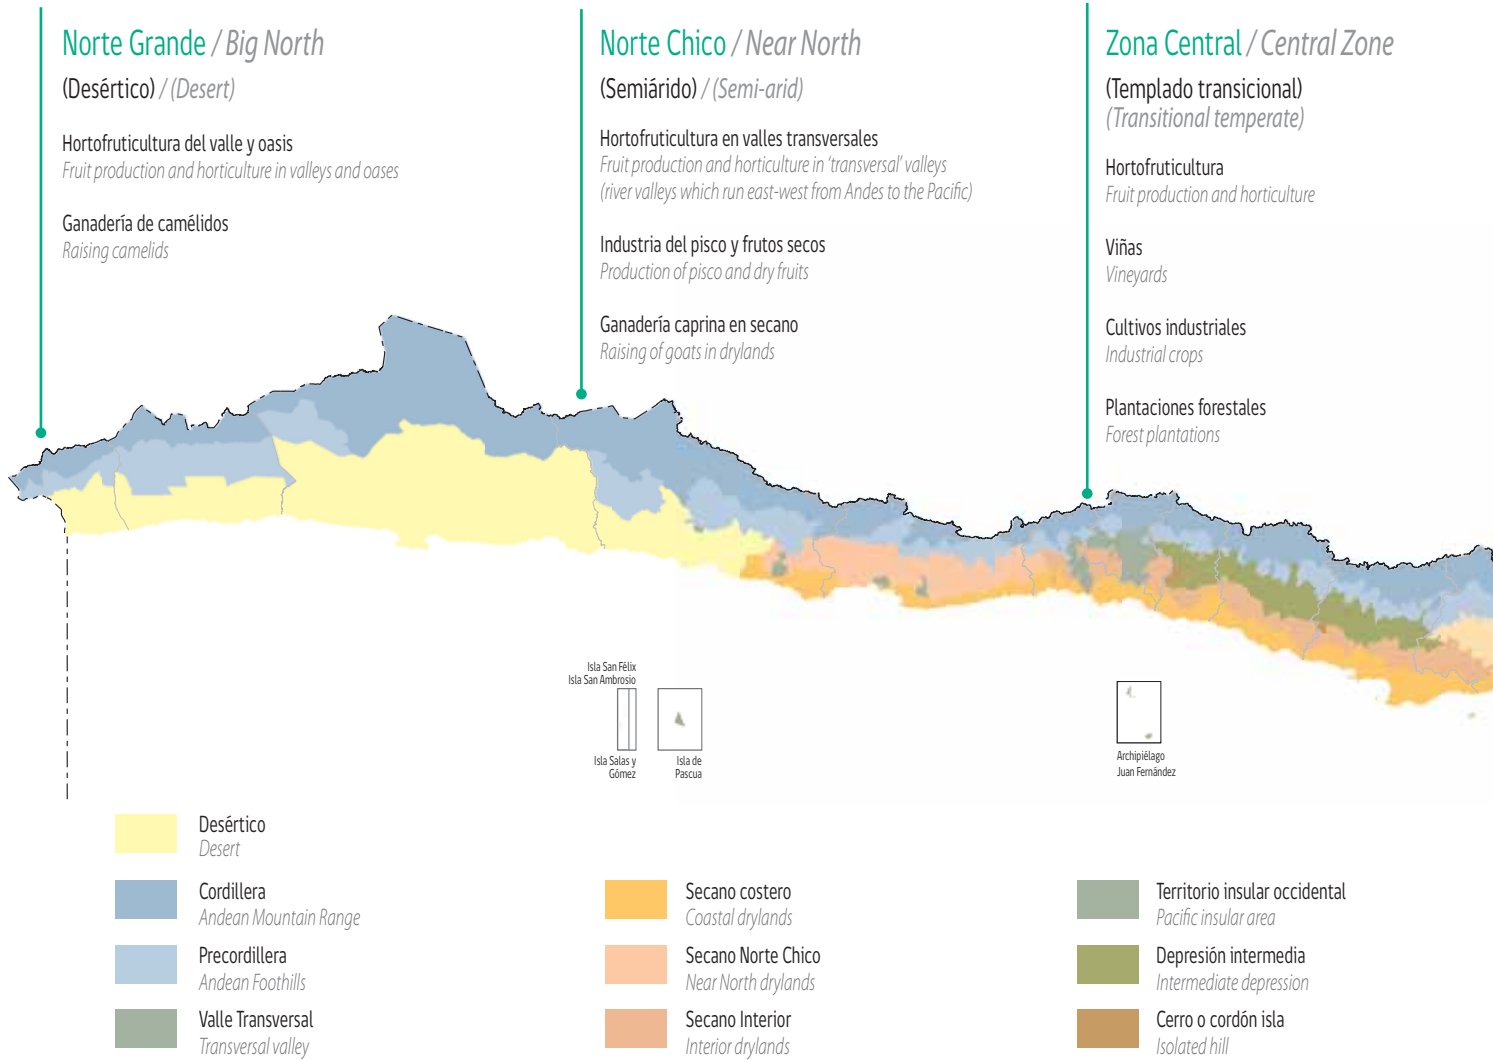 Norte Grande / Big North
(Desértico) / (Desert)
Hortofruticultura del valle y oasis
Fruit production and horticulture in valleys and oases
Ganadería de camélidos
Raising camelids
Norte Chico / Near North
(Semiárido) / (Semi-arid)
Hortofruticultura en valles transversales
Fruit production and horticulture in ‘transversal’ valleys
(river valleys which run east-west from Andes to the Pacific)
Industria del pisco y frutos secos
Production of pisco and dry fruits
Ganadería caprina en secano
Raising of goats in drylands
Zona Central / Central Zone
(Templado transicional)
(Transitional temperate)
Hortofruticultura
Fruit production and horticulture
Viñas
Vineyards
Cultivos industriales
Industrial crops
Plantaciones forestales
Forest plantations
Isla San Félix
Isla San Ambrosio
Isla Salas y
Gómez
Isla de
Pascua
Archipiélago
Juan Fernández
Desértico
Desert
Cordillera
Andean Mountain Range
Precordillera
Andean Foothills
Valle Transversal
Transversal valley
Secano costero
Coastal drylands
Secano Norte Chico
Near North drylands
Secano Interior
Interior drylands
Territorio insular occidental
Pacific insular area
Depresión intermedia
Intermediate depression
Cerro o cordón isla
Isolated hill